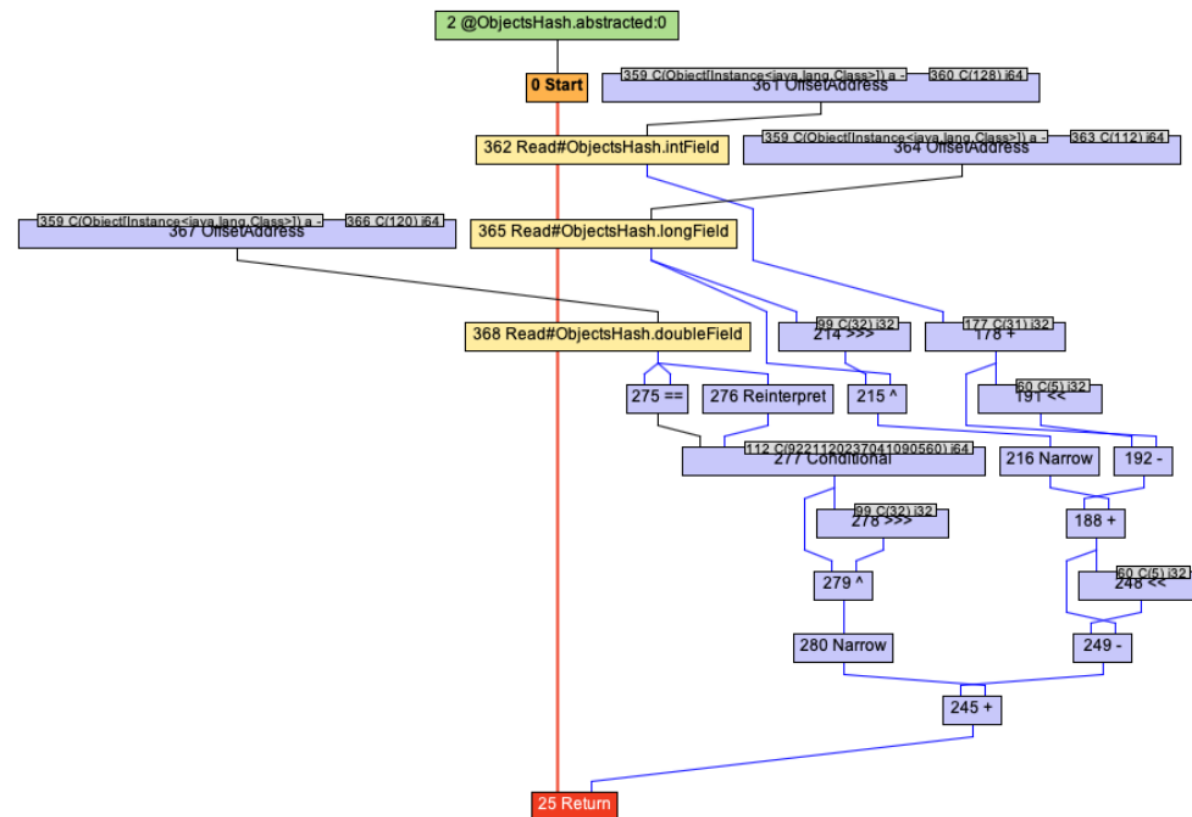 2 @ObjectsHash.abstracted:0
0 Start
359 C(Object[Instance<java.lang.Class>]) a -
360 C(128) i64
361 OffsetAddress
362 Read#ObjectsHash.intField
359 C(Object[Instance<java.lang.Class>]) a -
363 C(112) i64
364 OffsetAddress
359 C(Object[Instance<java.lang.Class>]) a -
366 C(120) i64
367 OffsetAddress
365 Read#ObjectsHash.longField
368 Read#ObjectsHash.doubleField
99 C(32) i32
214 >>>
177 C(31) i32
178 +
275 ==
276 Reinterpret
215 ^
60 C(5) i32
191 <<
112 C(9221120237041090560) i64
277 Conditional
216 Narrow
192 -
99 C(32) i32
278 >>>
188 +
279 ^
60 C(5) i32
248 <<
280 Narrow
249 -
245 +
25 Return